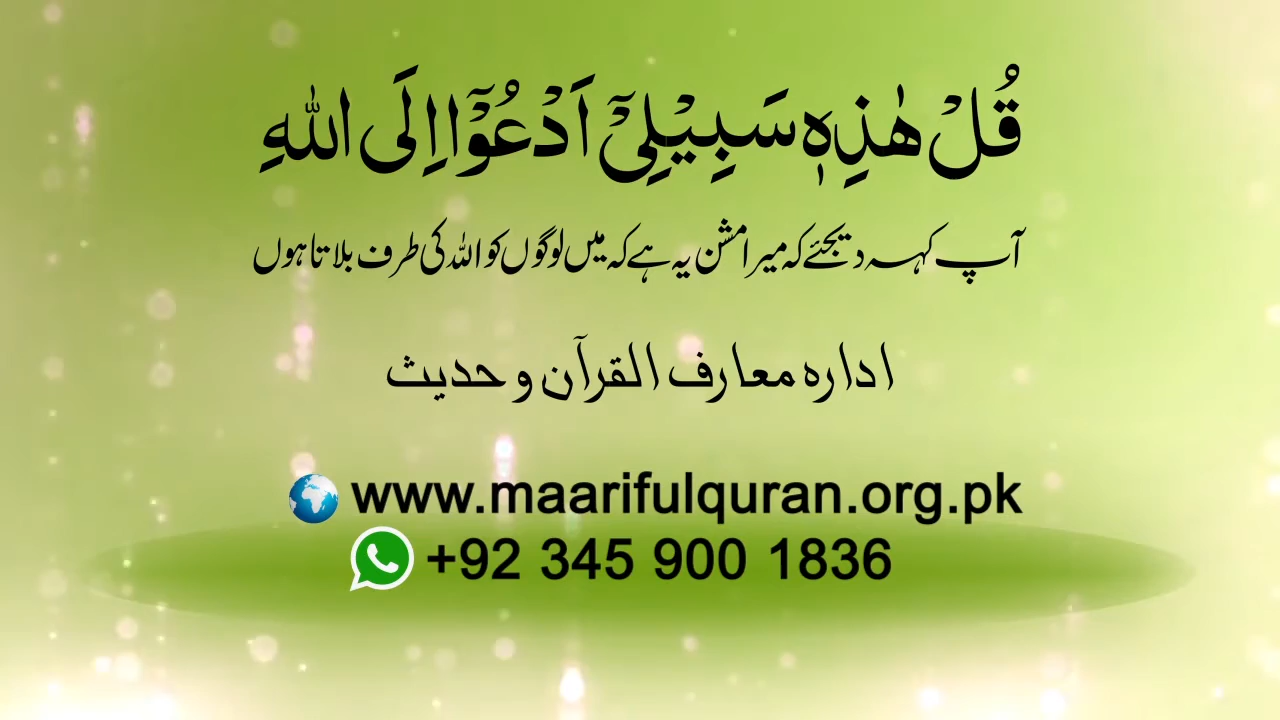 قُلۡ هٰذِهٖ سَبِيۡلِىۡۤ اَدۡعُوۡۤا اِلَى اللهِ
آپ کہہ دیجئے کہ میرا مشن یہ ہے کہ میں لوگوں کو اللہ کی طرف بلاتا ہوں
ادارہ معارف القرآن و حدیث
www.maarifulquran.org.pk
+92 345 900 1836